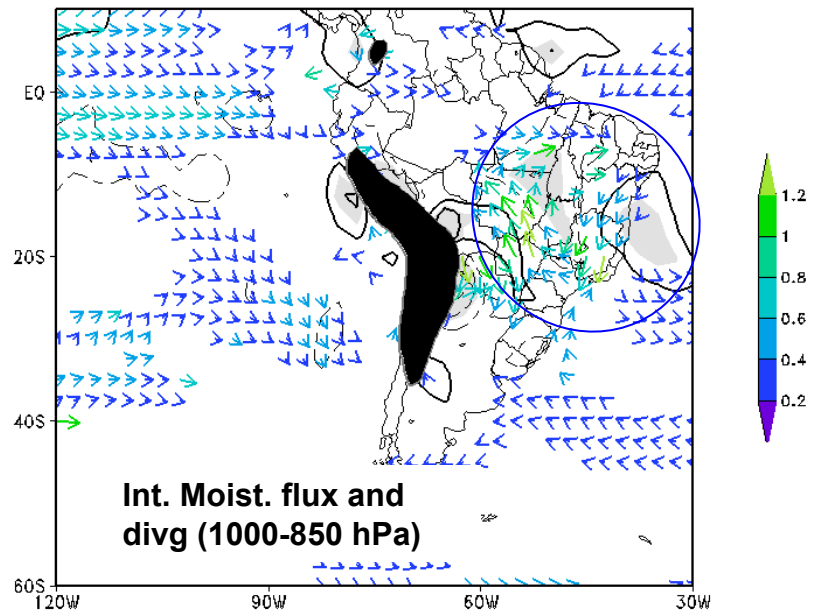 EQ
20S
40S
60S
120W 90W 60W 30W
Int. Moist. flux and
divg (1000-850 hPa)
1.2
1
0.8
0.6
0.4
0.2